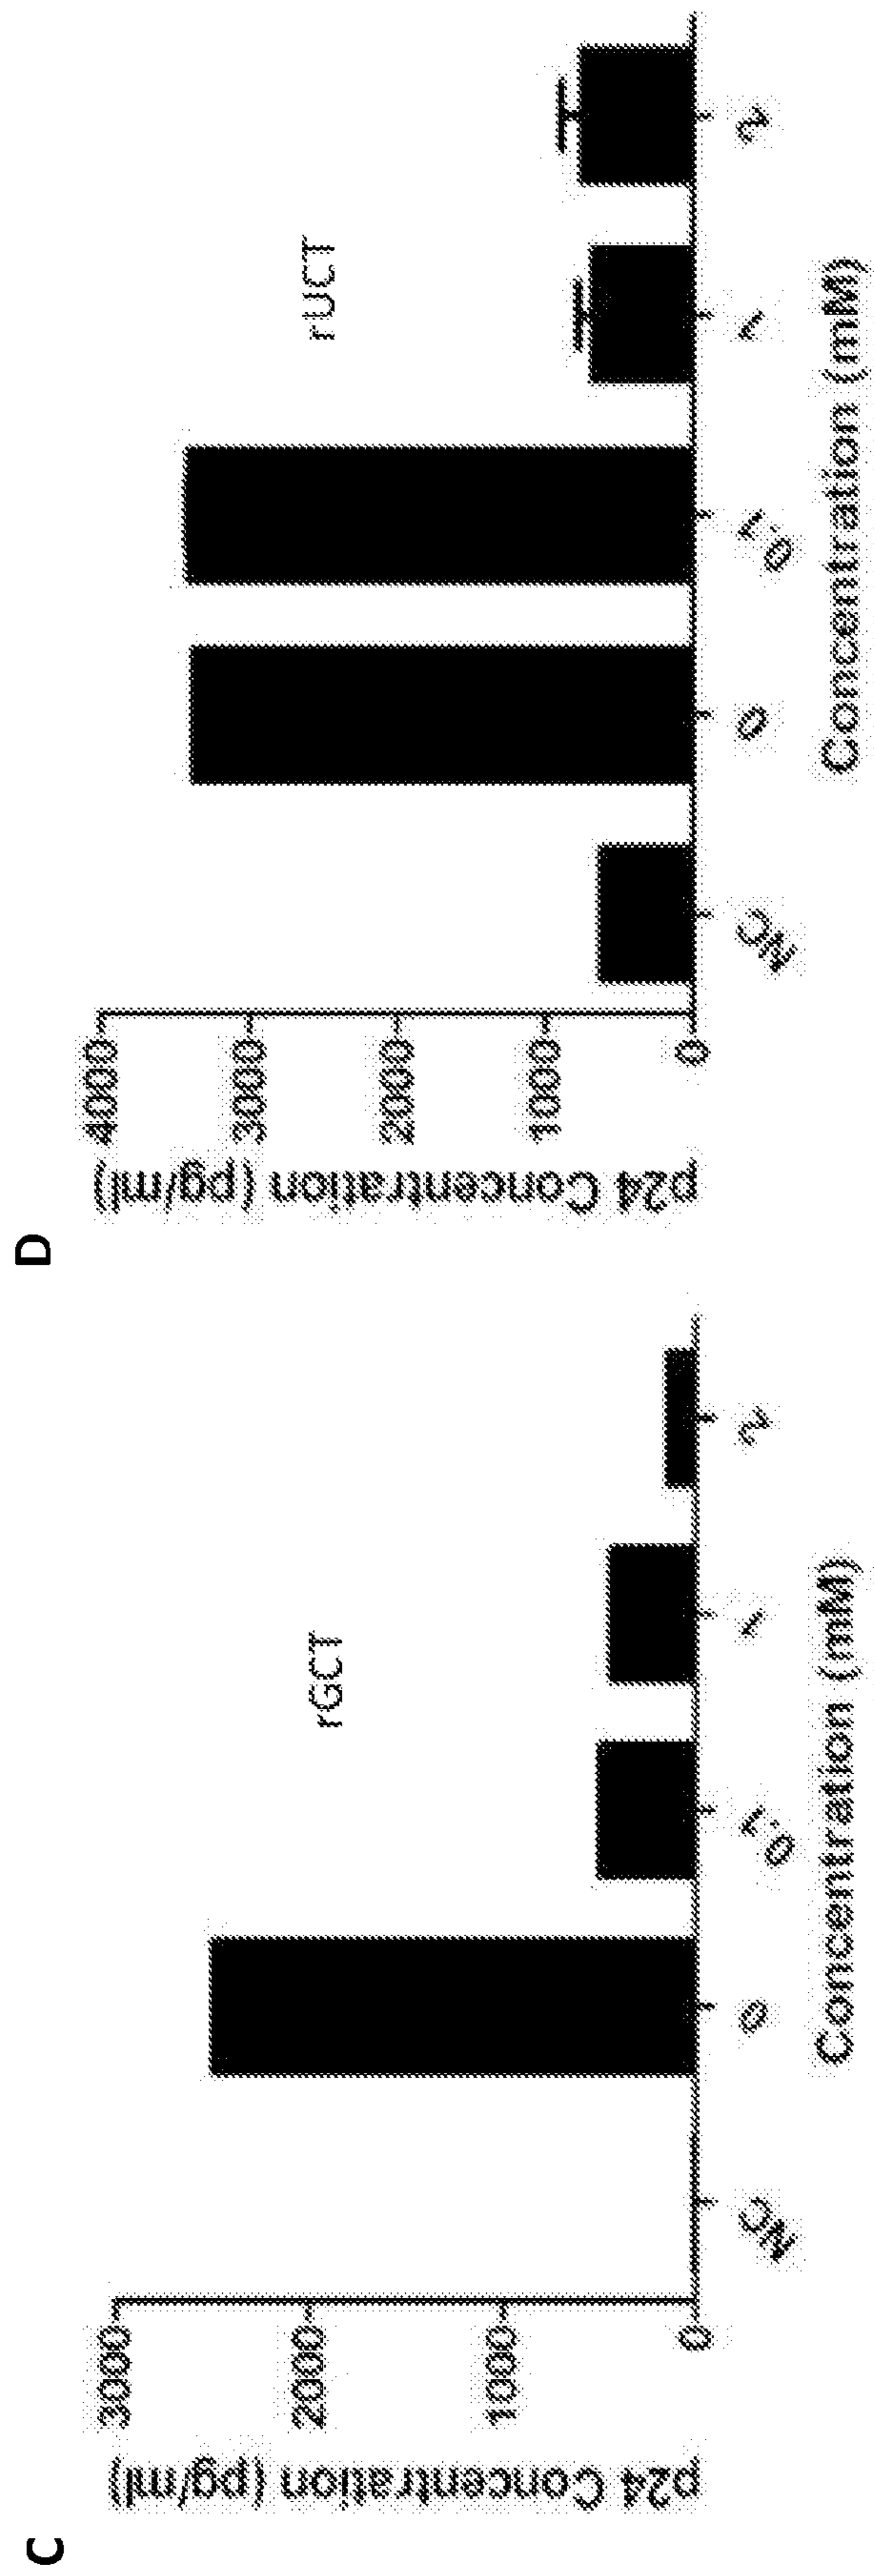 C
rGCT
p24 Concentration (pg/ml)
3000
2000
1000
0
NC
0
0.1
1
2
Concentration (mM)
D
rUCT
p24 Concentration (pg/ml)
4000
3000
2000
1000
0
NC
0
0.1
1
2
Concentration (mM)